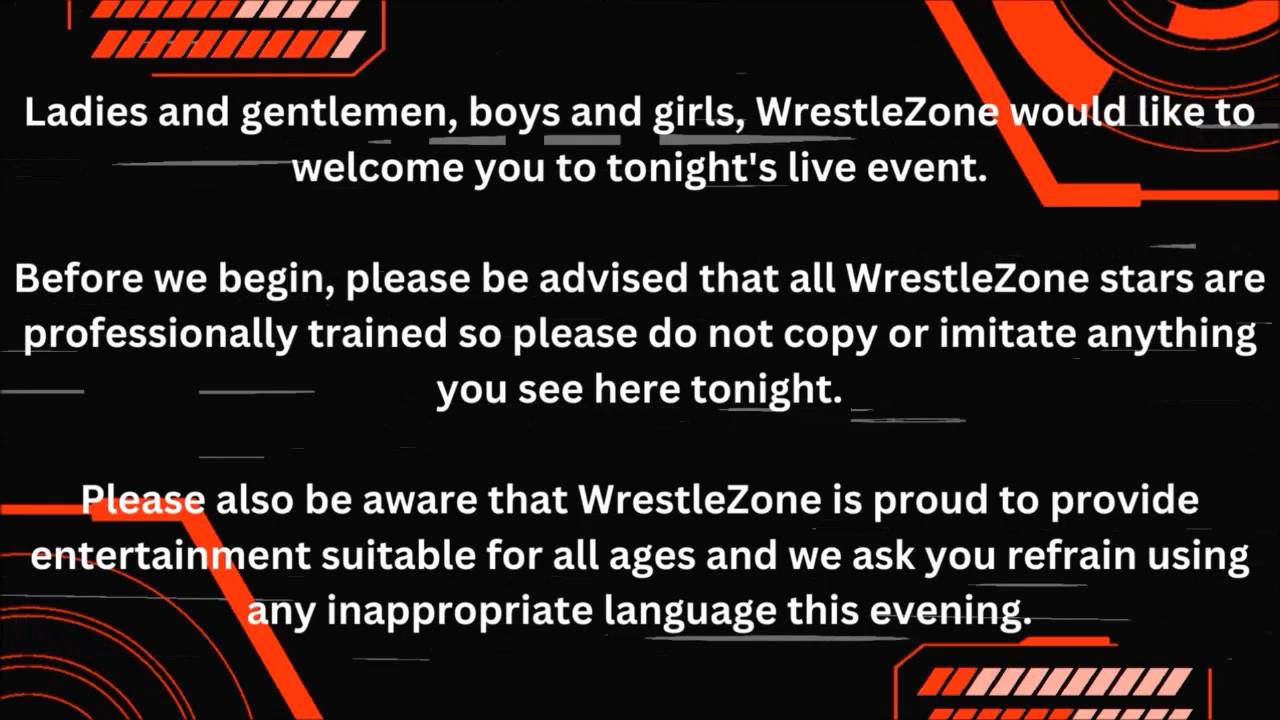 Ladies and gentlemen, boys and girls, WrestleZone would like to
welcome you to tonight's live event.
Before we begin, please be advised that all WrestleZone stars are
professionally trained so please do not copy or imitate anything
you see here tonight.
Please also be aware that WrestleZone is proud to provide
entertainment suitable for all ages and we ask you refrain using
any inappropriate language this evening.